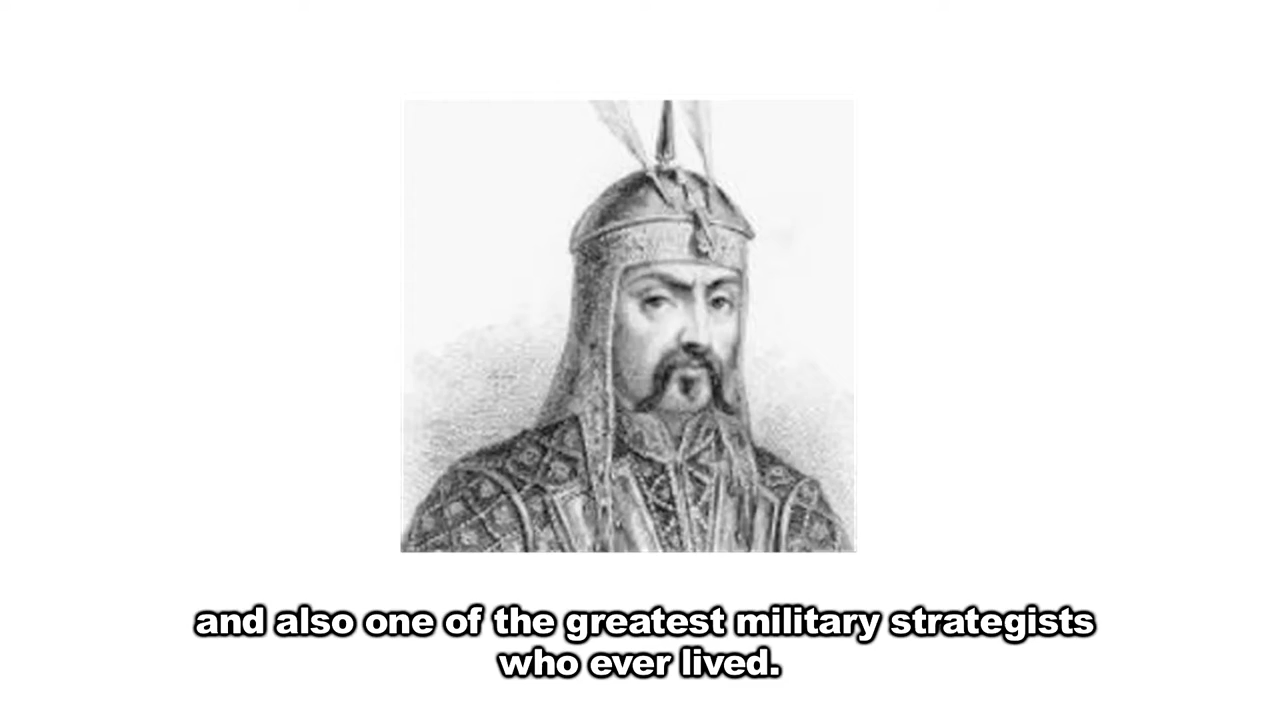 and also one of the greatest military strategists
who ever lived.